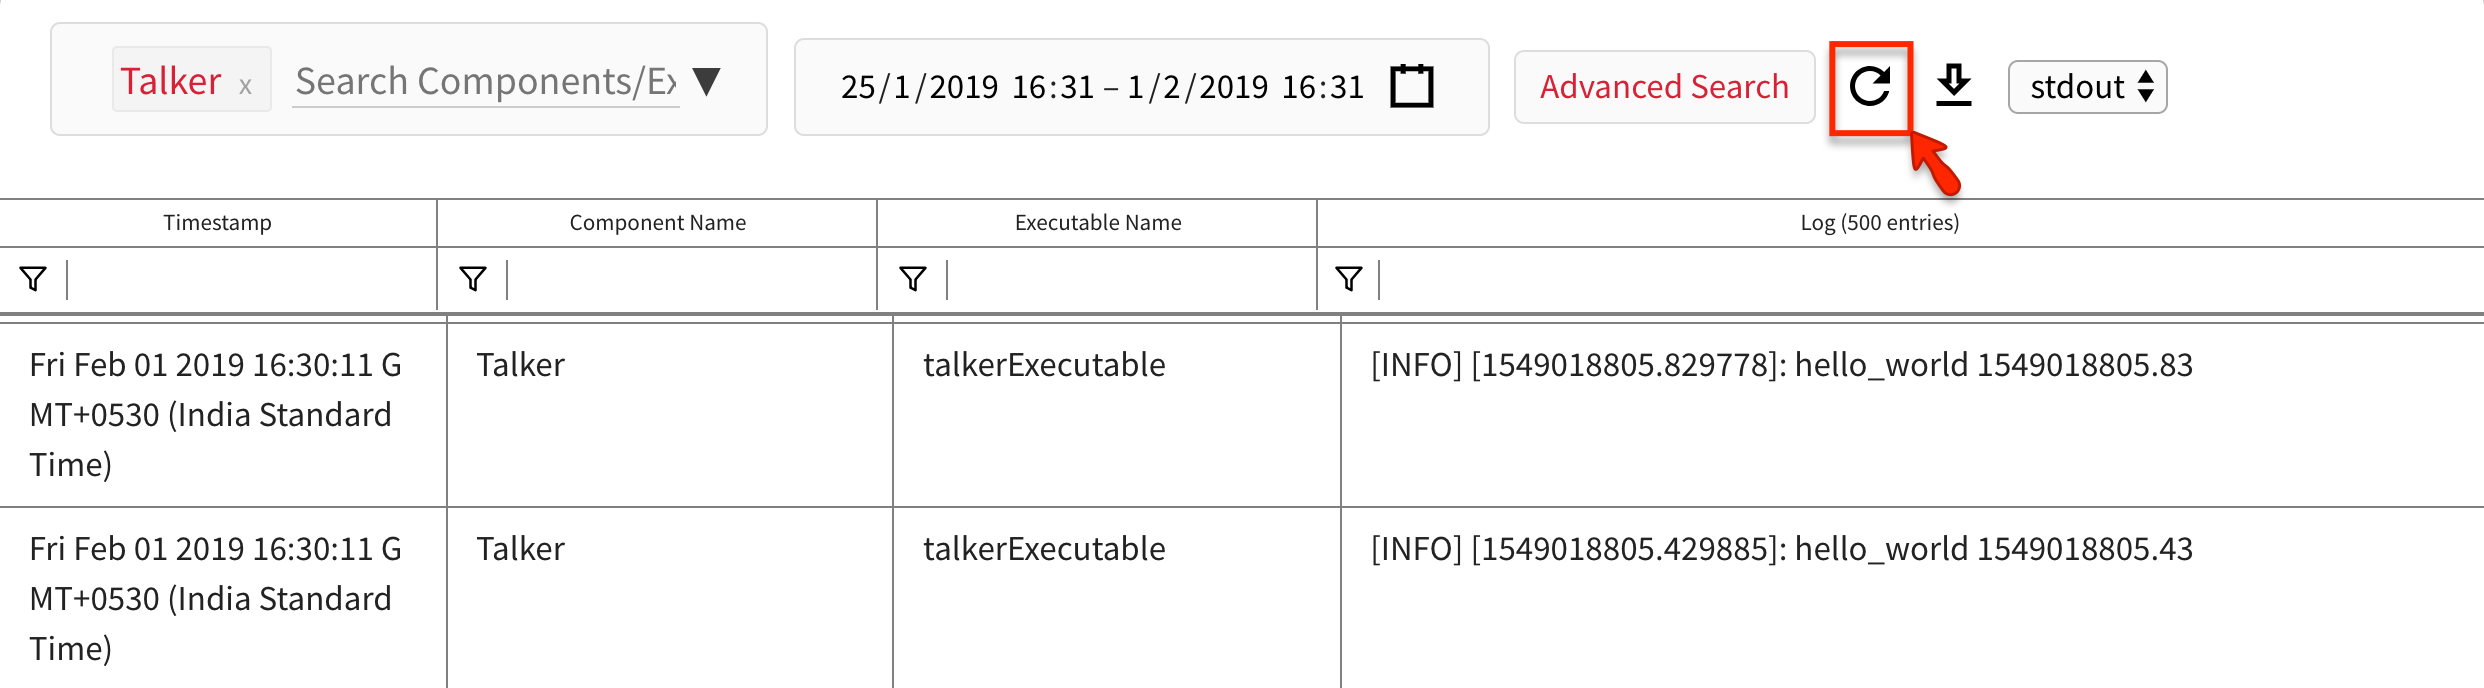 Talker x Search Components/Ex ▼ 25/1/2019 16:31 – 1/2/2019 16:31 Advanced Search stdout
Timestamp Component Name Executable Name Log (500 entries)
Fri Feb 01 2019 16:30:11 G Talker talkerExecutable [INFO] [1549018805.829778]: hello_world 1549018805.83
MT+0530 (India Standard
Time)
Fri Feb 01 2019 16:30:11 G Talker talkerExecutable [INFO] [1549018805.429885]: hello_world 1549018805.43
MT+0530 (India Standard
Time)